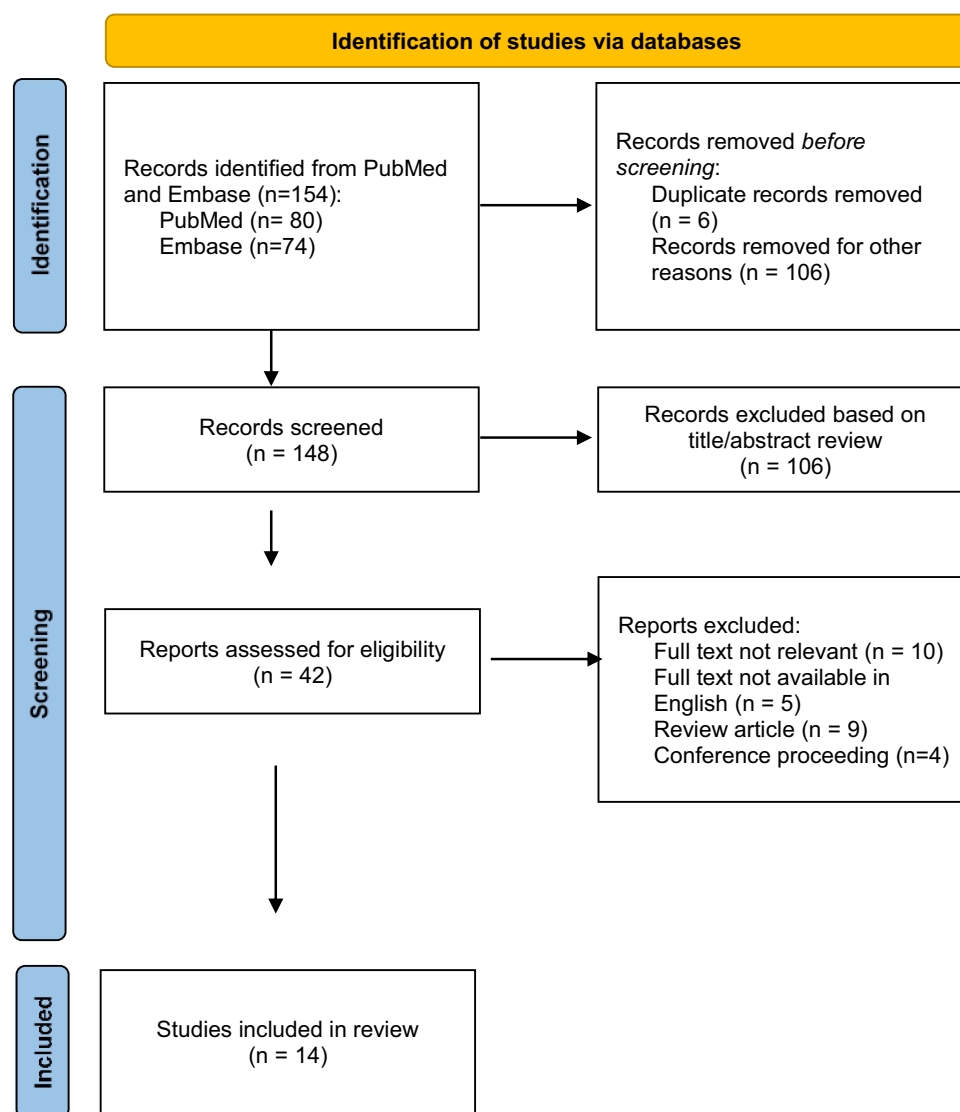 Identification of studies via databases
Identification
Records identified from PubMed
and Embase (n=154):
PubMed (n= 80)
Embase (n=74)
Records removed before
screening:
Duplicate records removed
(n = 6)
Records removed for other
reasons (n = 106)
Screening
Records screened
(n = 148)
Records excluded based on
title/abstract review
(n = 106)
Reports assessed for eligibility
(n = 42)
Reports excluded:
Full text not relevant (n = 10)
Full text not available in
English (n = 5)
Review article (n = 9)
Conference proceeding (n=4)
Included
Studies included in review
(n = 14)